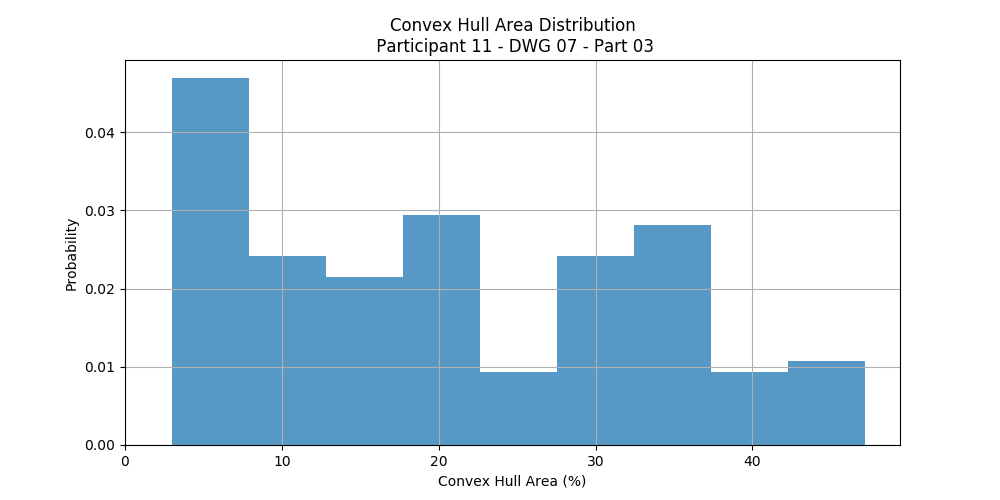 Convex Hull Area Distribution
Participant 11 - DWG 07 - Part 03
Probability
0.04
0.03
0.02
0.01
0.00
0 10 20 30 40
Convex Hull Area (%)